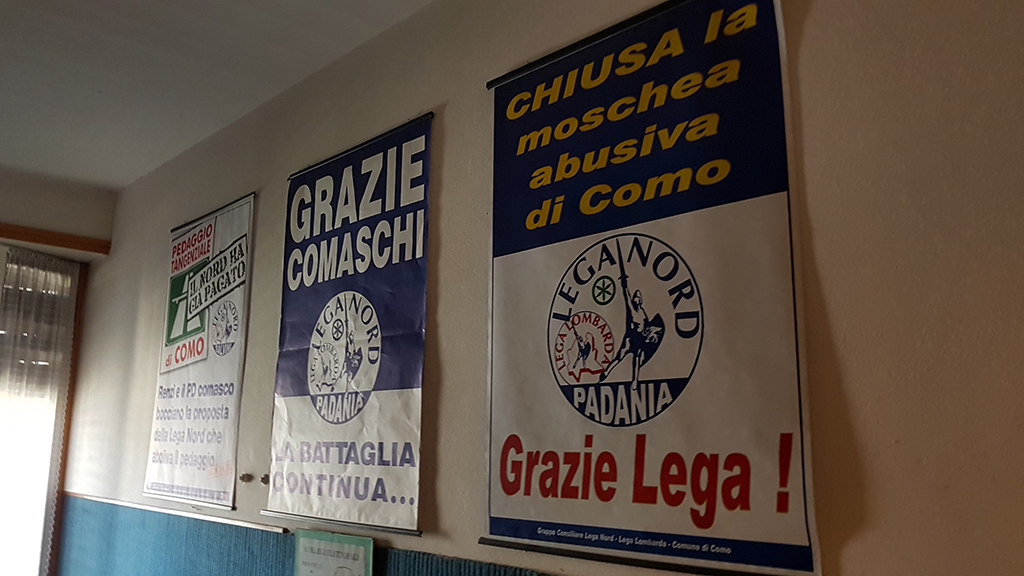 PEDAGGIO
TANGENZIALE
IL NORD HA
GIÀ PAGATO
di COMO
Renzi e il PD comasco
bocciano la proposta
della Lega Nord che
aboliva il pedaggio
GRAZIE
COMASCHI
LEGA NORD
PADANIA
LA BATTAGLIA
CONTINUA...
CHIUSA la
moschea
abusiva
di Como
LEGA NORD
LEGA LOMBARDA
PADANIA
Grazie Lega !
Gruppo Consiliare Lega Nord - Lega Lombarda - Comune di Como